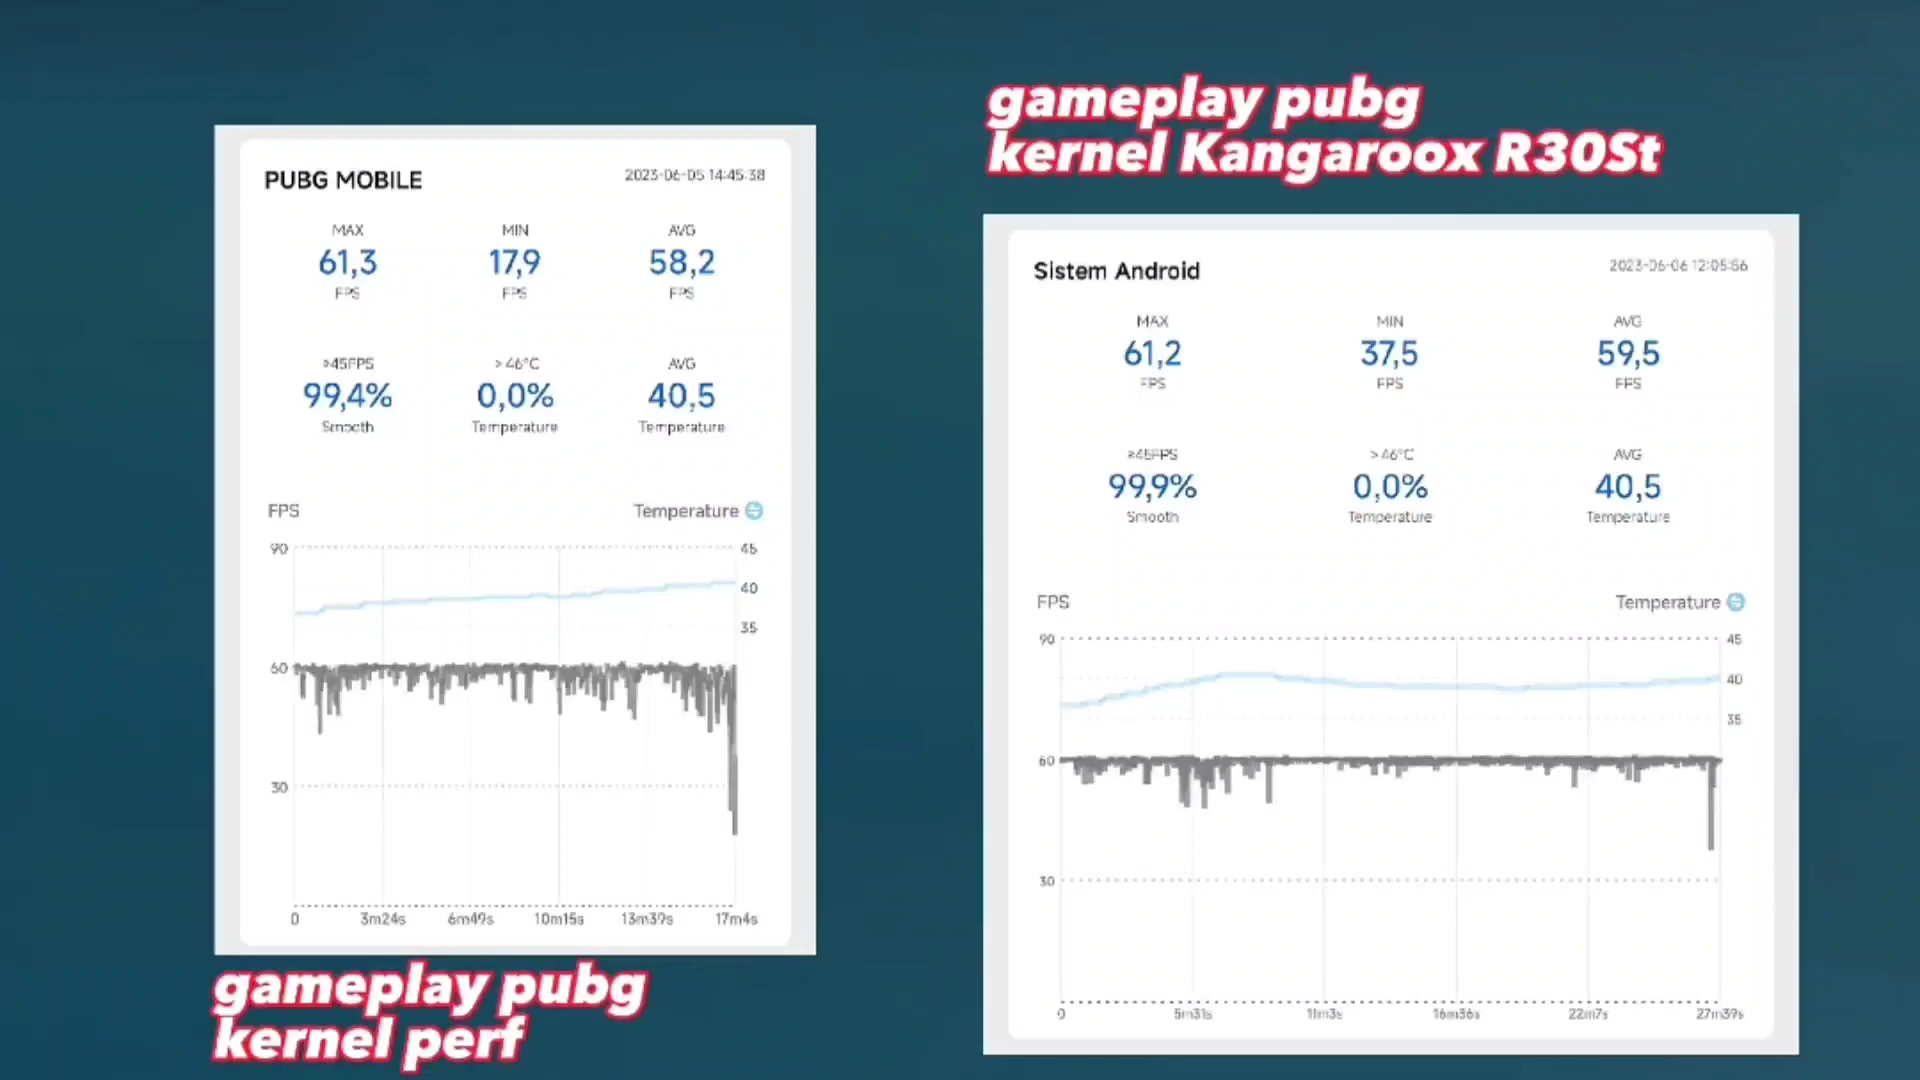 PUBG MOBILE 2023-06-05 14:45:38
MAX MIN AVG
61,3 17,9 58,2
FPS FPS FPS
≥45FPS >46°C AVG
99,4% 0,0% 40,5
Smooth Temperature Temperature
FPS Temperature
90 45
40
35
60
30
0 3m24s 6m49s 10m15s 13m39s 17m4s
gameplay pubg
kernel perf
gameplay pubg
kernel Kangaroox R30St
Sistem Android 2023-06-06 12:05:56
MAX MIN AVG
61,2 37,5 59,5
FPS FPS FPS
≥45FPS >46°C AVG
99,9% 0,0% 40,5
Smooth Temperature Temperature
FPS Temperature
90 45
40
35
60
30
0 5m31s 11m3s 16m36s 22m7s 27m39s